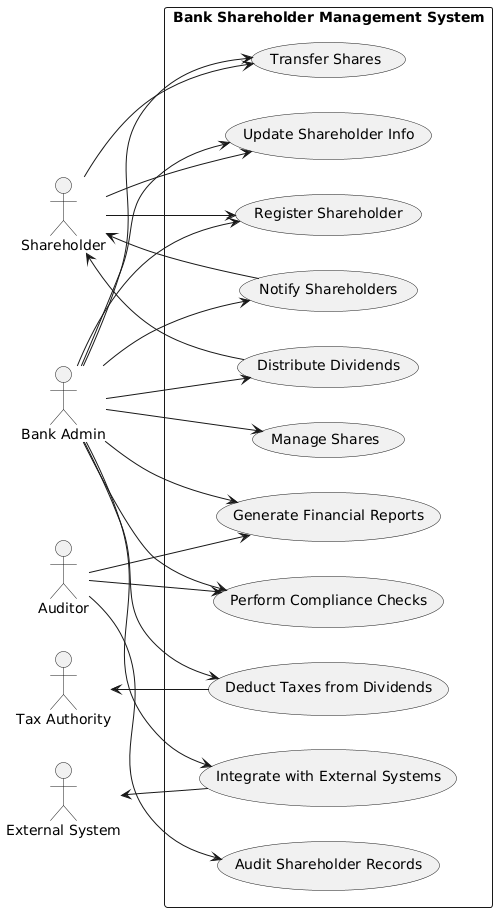 Bank Shareholder Management System
Transfer Shares
Update Shareholder Info
Register Shareholder
Shareholder
Notify Shareholders
Distribute Dividends
Bank Admin
Manage Shares
Generate Financial Reports
Perform Compliance Checks
Auditor
Deduct Taxes from Dividends
Tax Authority
Integrate with External Systems
External System
Audit Shareholder Records